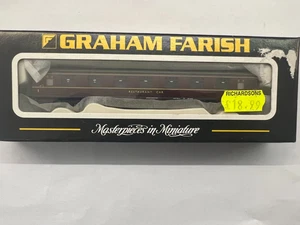 GRAHAM FARISH
RESTAURANT CAR
RICHARDSONS
£18.99
Masterpieces in Miniature